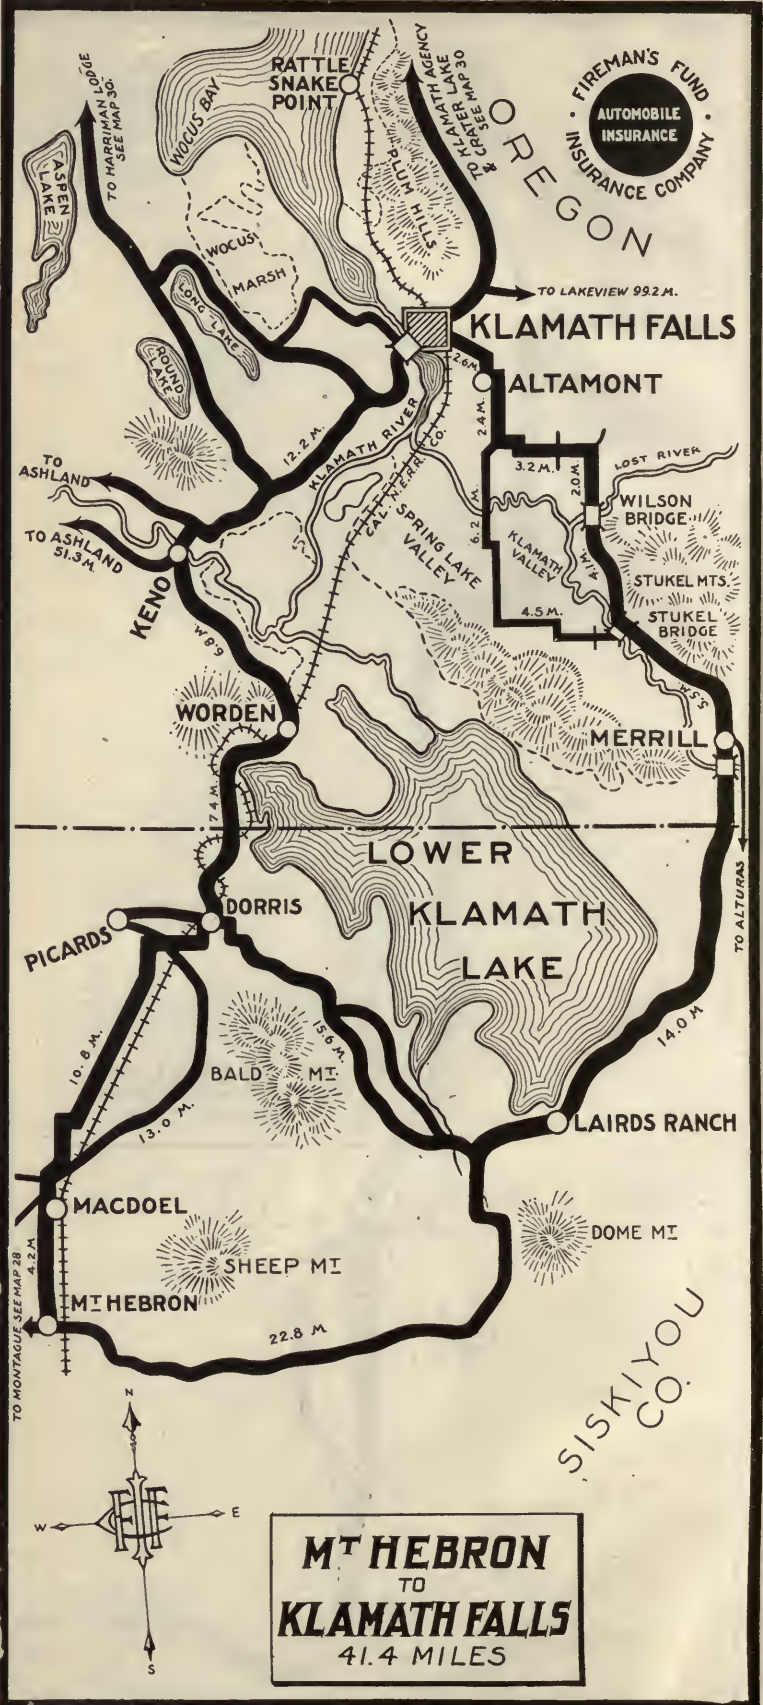 TO HARRIMAN LODGE
SEE MAP 30.
WOCUS BAY
RATTLE
SNAKE
POINT
TO KLAMATH AGENCY
TO KLAMATH LAKE
& CRATER LAKE
SEE MAP 30
FIREMAN'S FUND
AUTOMOBILE
INSURANCE
INSURANCE COMPANY
OREGON
ASPEN
LAKE
PLUM HILLS
WOCUS
MARSH
LONG LAKE
TO LAKEVIEW 99.2 M.
KLAMATH FALLS
ROUND
LAKE
2.6 M.
ALTAMONT
2.4 M.
12.2 M.
KLAMATH RIVER
CAL. N.E.R.R. CO.
3.2 M.
2.0 M.
LOST RIVER
TO
ASHLAND
TO ASHLAND
51.3 M.
6.2 M.
SPRING LAKE
VALLEY
KLAMATH
VALLEY
WILSON
BRIDGE
STUKEL MTS.
4.5 M.
STUKEL
BRIDGE
KENO
6.8 M.
5.5 M.
WORDEN
MERRILL
7.4 M.
LOWER
KLAMATH
LAKE
TO ALTURAS
DORRIS
PICARDS
10.8 M.
15.6 M.
14.0 M
BALD MT.
13.0 M.
LAIRDS RANCH
MACDOEL
DOME MT
4.2 M
SHEEP MT
MT HEBRON
TO MONTAGUE SEE MAP 28
22.8 M
SISKIYOU
CO.
N
W
E
S
MT HEBRON
TO
KLAMATH FALLS
41.4 MILES